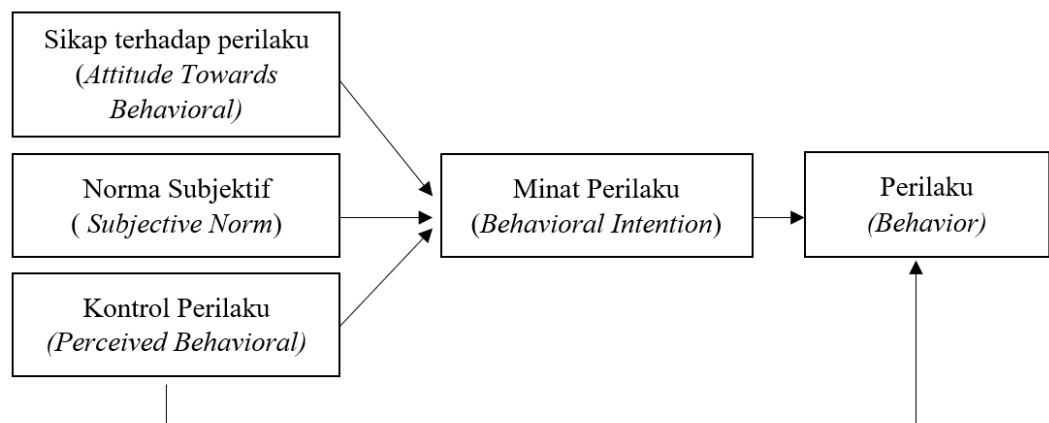 Sikap terhadap perilaku
(Attitude Towards
Behavioral)
Norma Subjektif
( Subjective Norm)
Kontrol Perilaku
(Perceived Behavioral)
Minat Perilaku
(Behavioral Intention)
Perilaku
(Behavior)